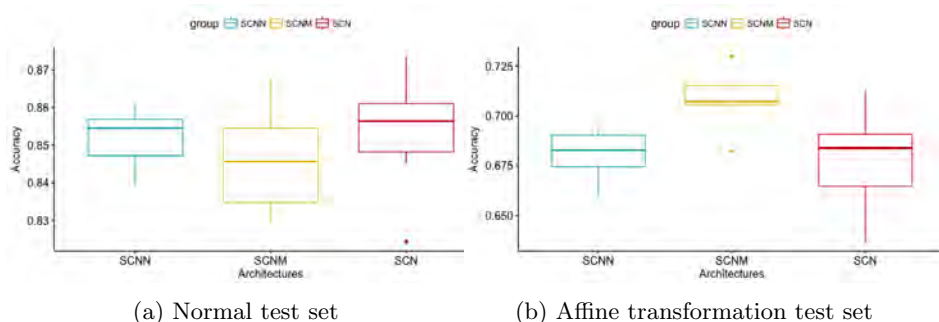 group SCNN SCNM SCN
0.87
0.86
0.85
0.84
0.83
Accuracy
SCNN SCNM SCN
Architectures
(a) Normal test set
group SCNN SCNM SCN
0.725
0.700
0.675
0.650
Accuracy
SCNN SCNM SCN
Architectures
(b) Affine transformation test set